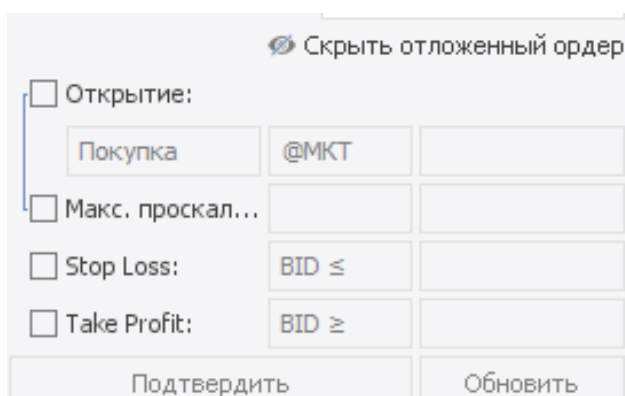 Скрыть отложенный ордер
Открытие:
Покупка @MKT
Макс. проскал...
Stop Loss: BID ≤
Take Profit: BID ≥
Подтвердить Обновить